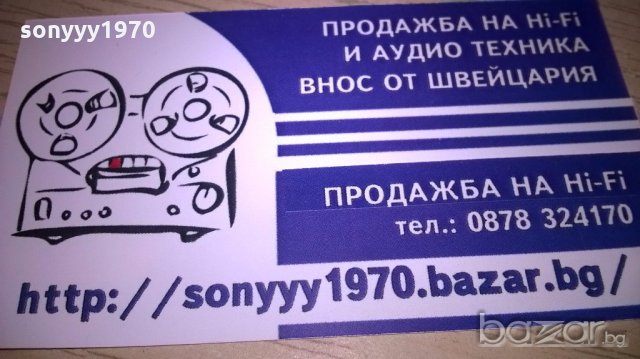 sonyyy1970
ПРОДАЖБА НА Hi-Fi
И АУДИО ТЕХНИКА
ВНОС ОТ ШВЕЙЦАРИЯ
ПРОДАЖБА НА Hi-Fi
тел.: 0878 324170
http://sonyyy1970.bazar.bg/
bazar.bg